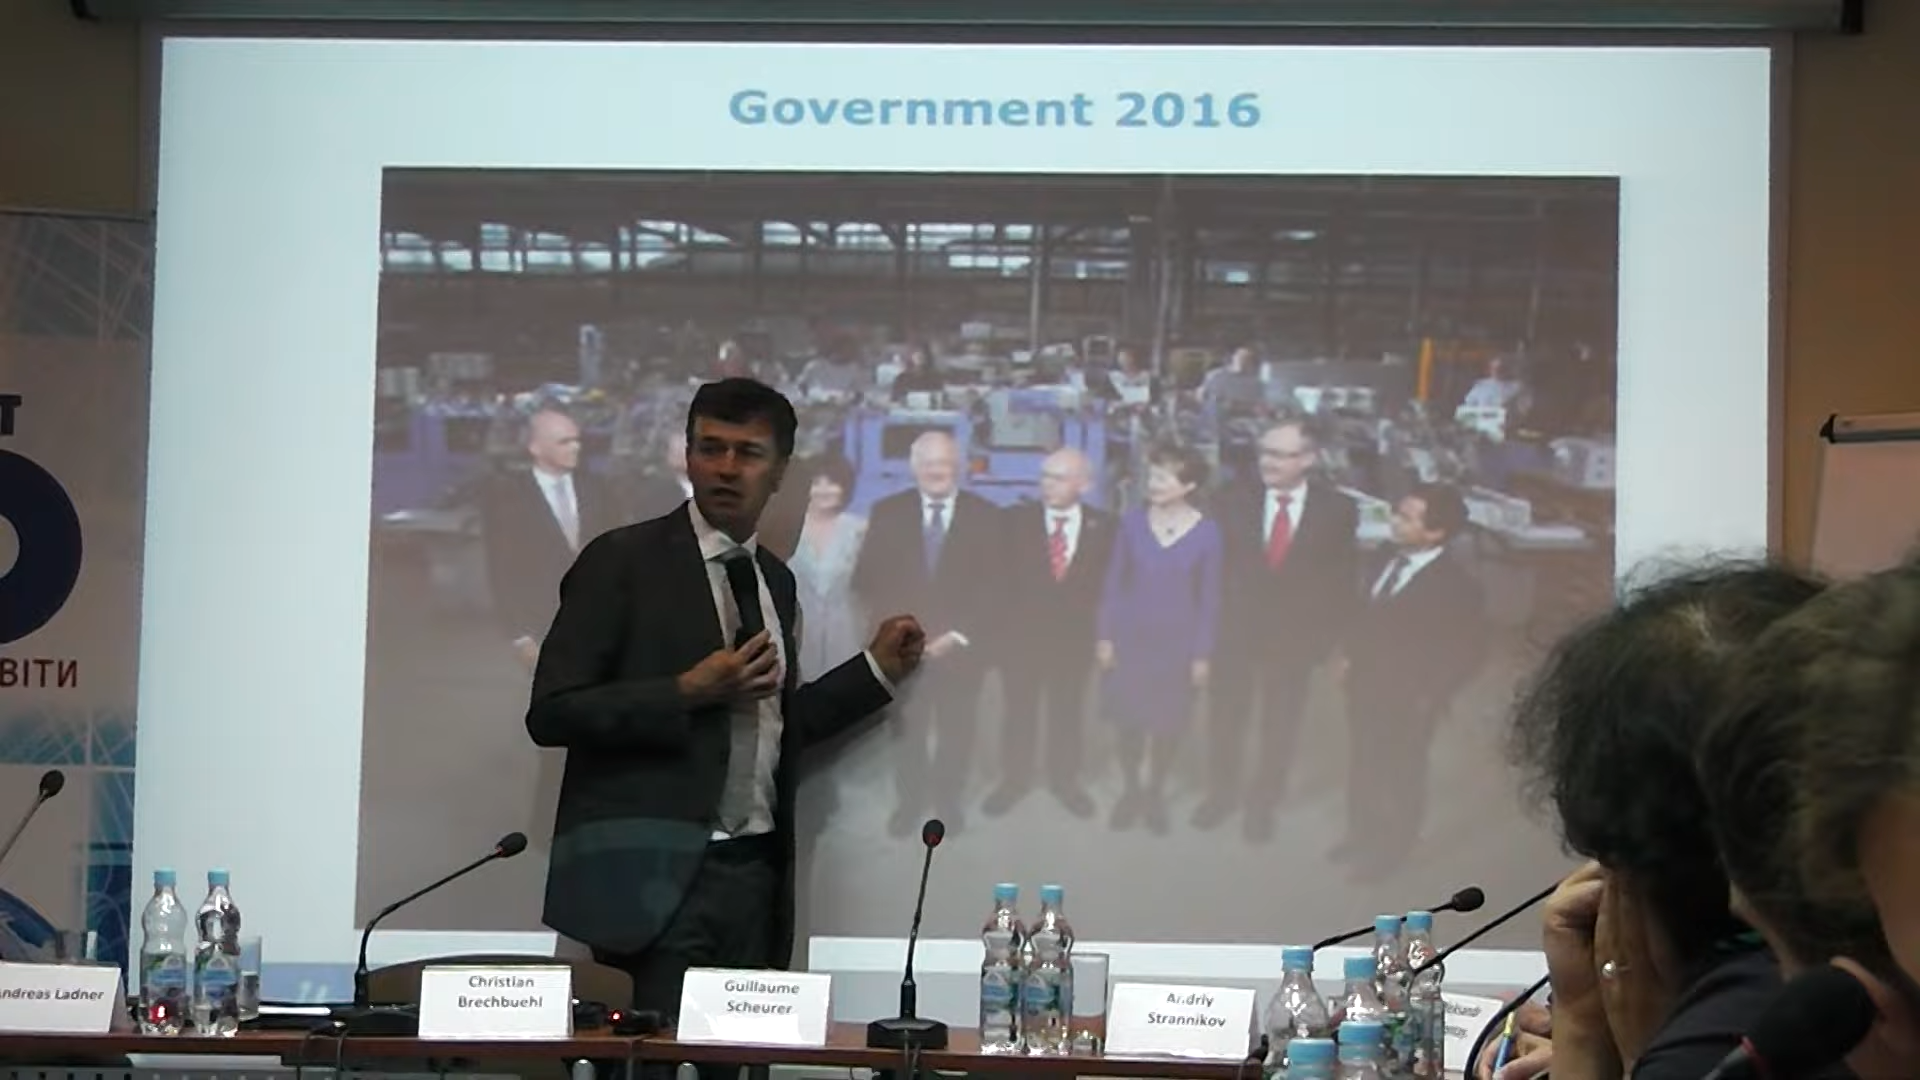 Government 2016
Т
ВІТИ
ndreas Ladner
Christian
Brechbuehl
Guillaume
Scheurer
Andriy
Strannikov